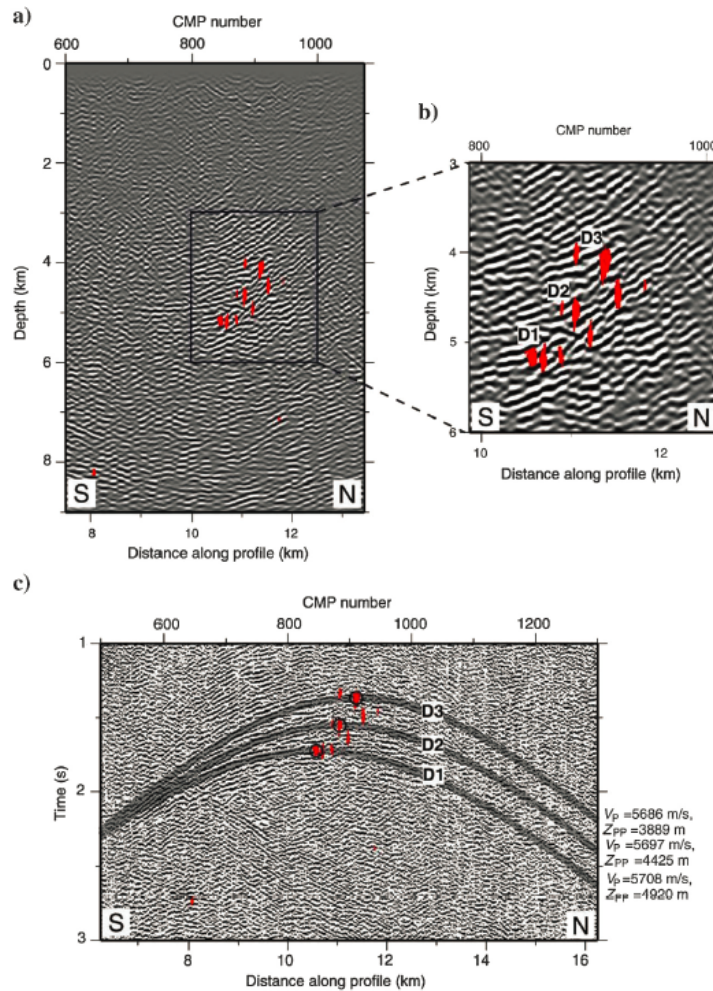 a)
CMP number
600 800 1000
0
2
4
6
8
Depth (km)
S N
8 10 12
Distance along profile (km)
b)
CMP number
800 1000
3
4
5
6
Depth (km)
D3
D2
D1
S N
10 12
Distance along profile (km)
c)
CMP number
600 800 1000 1200
1
2
3
Time (s)
D3
D2
D1
VP =5686 m/s,
ZPP =3889 m
VP =5697 m/s,
ZPP =4425 m
VP =5708 m/s,
ZPP =4920 m
S N
8 10 12 14 16
Distance along profile (km)